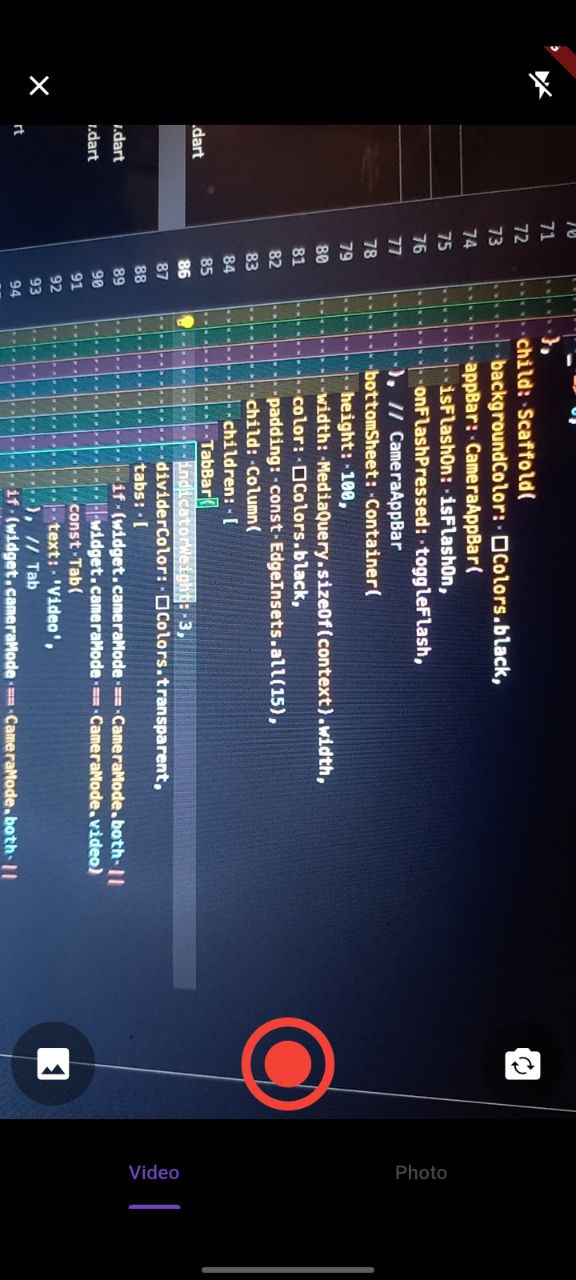 .dart
.dart
.dart
70
71 },
72 child: Scaffold(
73 backgroundColor: Colors.black,
74 appBar: CameraAppBar(
75 isFlashOn: isFlashOn,
76 onFlashPressed: toggleFlash,
77 ), // CameraAppBar
78 bottomSheet: Container(
79 height: 100,
80 width: MediaQuery.sizeOf(context).width,
81 color: Colors.black,
82 padding: const EdgeInsets.all(15),
83 child: Column(
84 children: [
85 TabBar(
86 indicatorWeight: 3,
87 dividerColor: Colors.transparent,
88 tabs: [
89 if (widget.cameraMode == CameraMode.both ||
90 widget.cameraMode == CameraMode.video)
91 const Tab(
92 text: 'Video',
93 ), // Tab
94 if (widget.cameraMode == CameraMode.both ||
Video
Photo